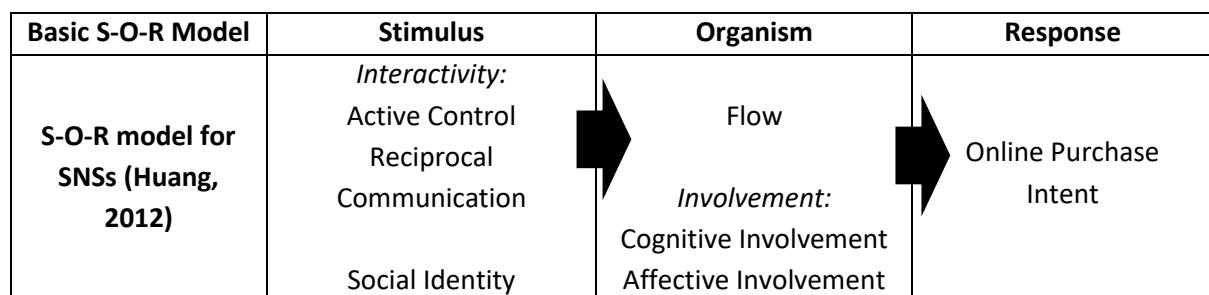 Basic S-O-R Model
Stimulus
Organism
Response
S-O-R model for
SNSs (Huang,
2012)
Interactivity:
Active Control
Reciprocal
Communication
Social Identity
Flow
Involvement:
Cognitive Involvement
Affective Involvement
Online Purchase
Intent